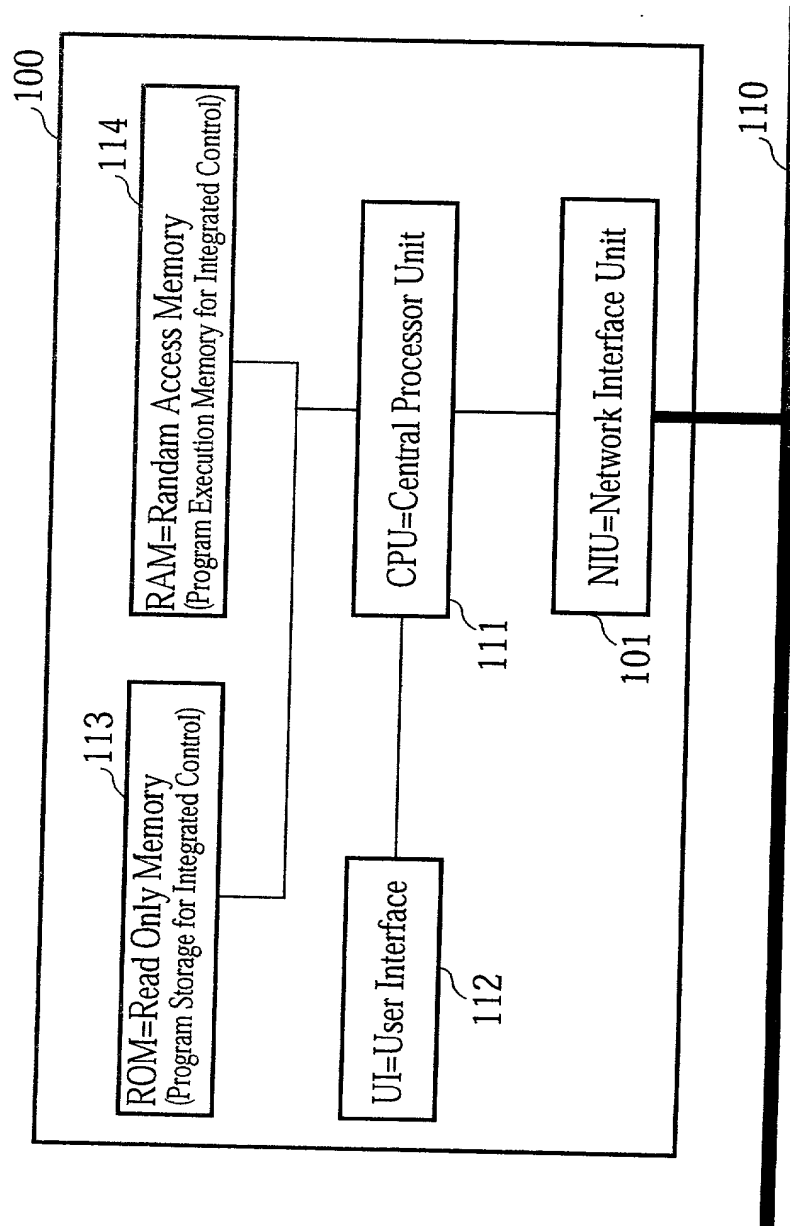 100
113
114
ROM=Read Only Memory
(Program Storage for Integrated Control)
RAM=Randam Access Memory
(Program Execution Memory for Integrated Control)
UI=User Interface
112
CPU=Central Processor Unit
111
NIU=Network Interface Unit
101
110